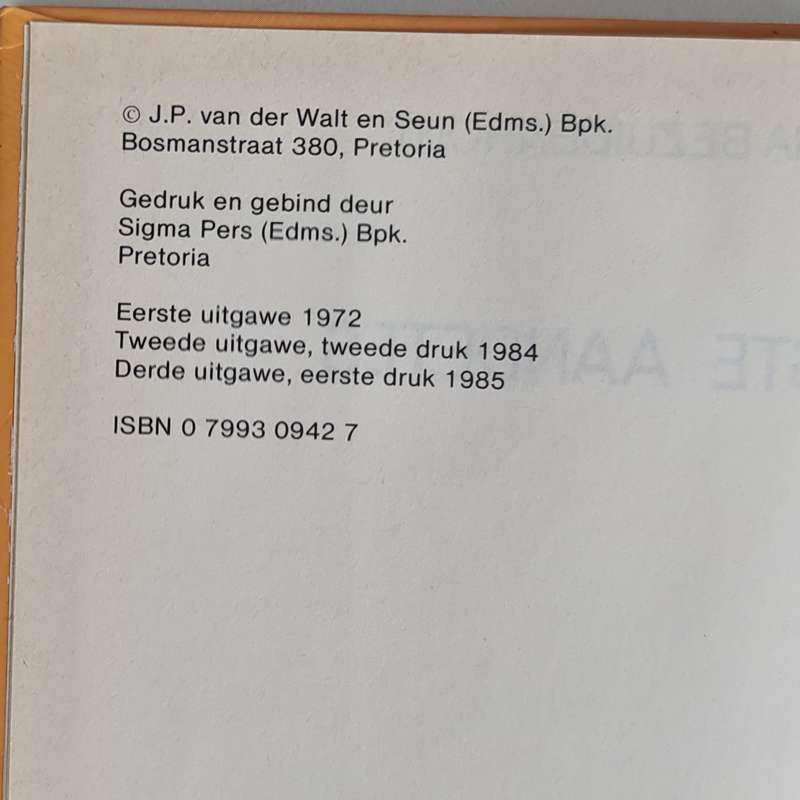 © J.P. van der Walt en Seun (Edms.) Bpk.
Bosmanstraat 380, Pretoria
Gedruk en gebind deur
Sigma Pers (Edms.) Bpk.
Pretoria
Eerste uitgawe 1972
Tweede uitgawe, tweede druk 1984
Derde uitgawe, eerste druk 1985
ISBN 0 7993 0942 7